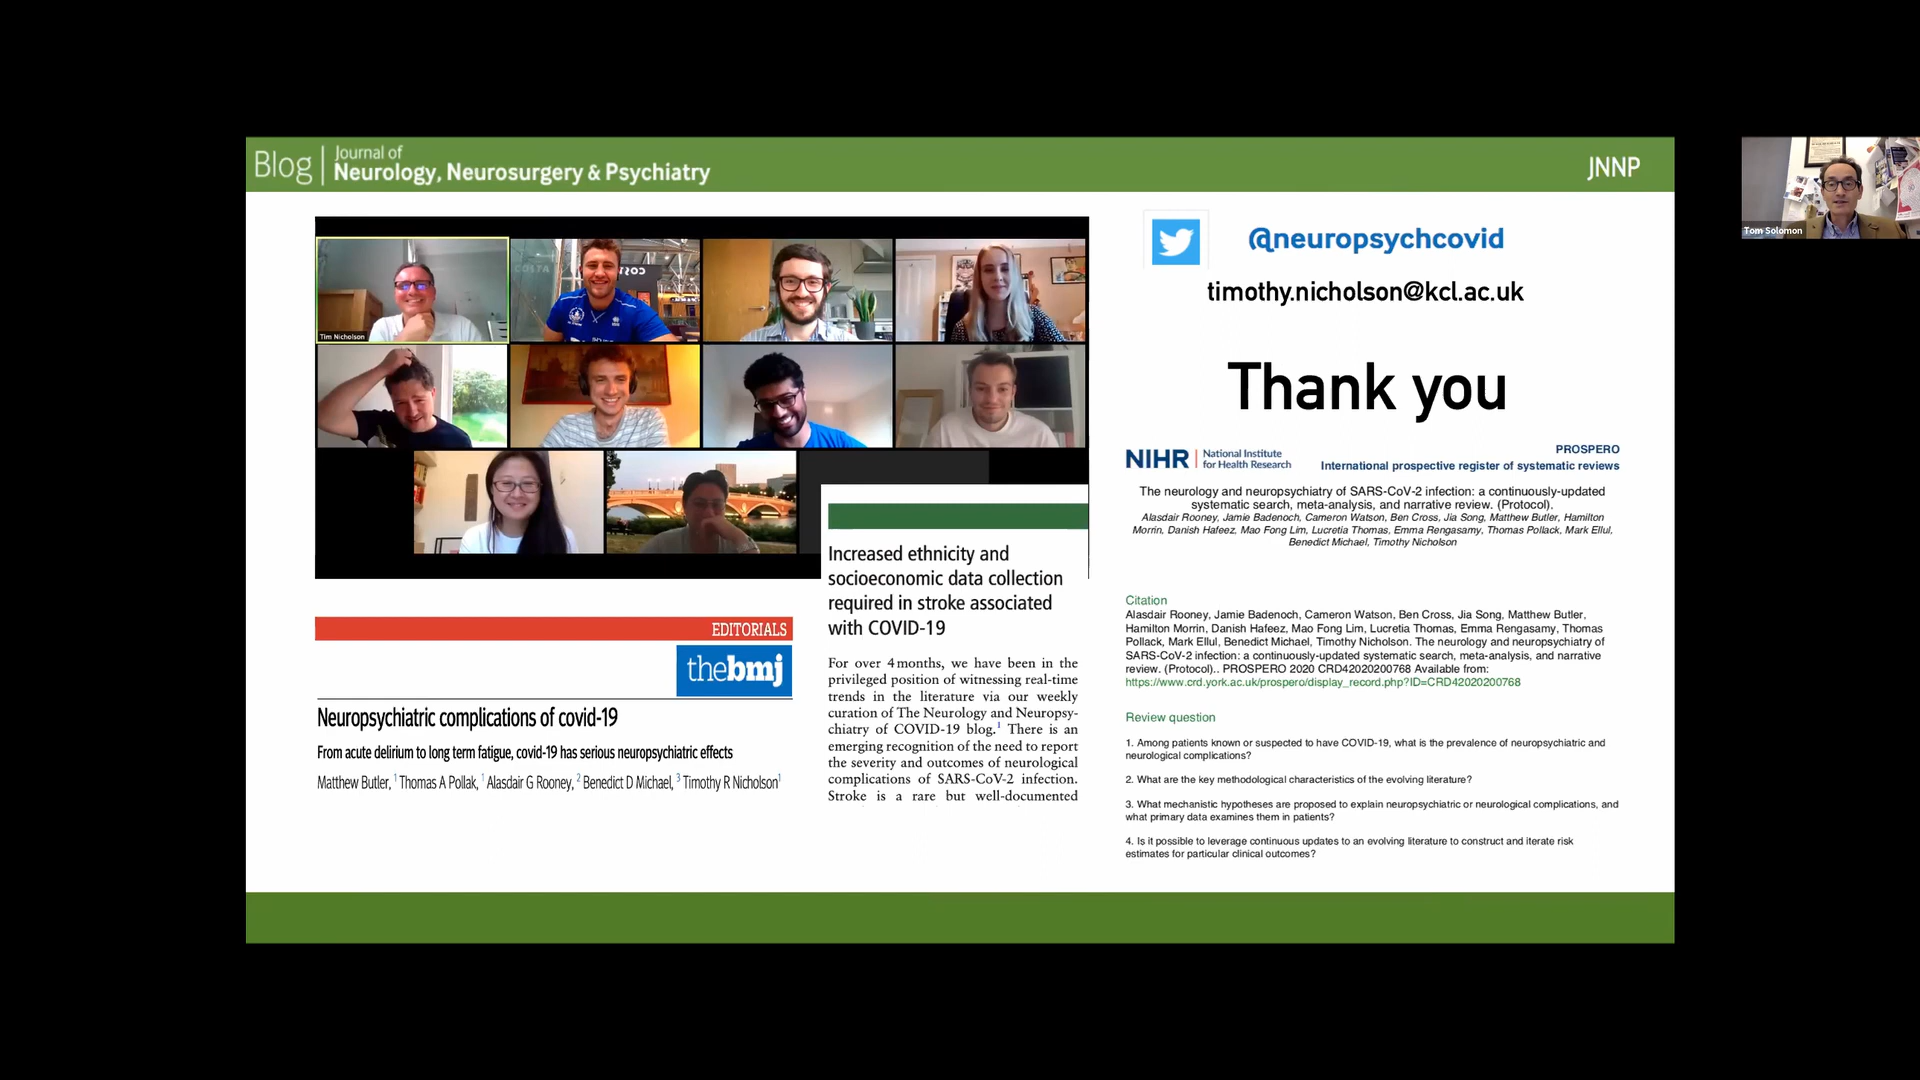 Blog
Journal of
Neurology, Neurosurgery & Psychiatry
JNNP
Tim Nicholson
COSTA
@neuropsychcovid
timothy.nicholson@kcl.ac.uk
Thank you
NIHR
National Institute
for Health Research
PROSPERO
International prospective register of systematic reviews
The neurology and neuropsychiatry of SARS-CoV-2 infection: a continuously-updated
systematic search, meta-analysis, and narrative review. (Protocol).
Alasdair Rooney, Jamie Badenoch, Cameron Watson, Ben Cross, Jia Song, Matthew Butler, Hamilton
Morrin, Danish Hafeez, Mao Fong Lim, Lucretia Thomas, Emma Rengasamy, Thomas Pollack, Mark Ellul,
Benedict Michael, Timothy Nicholson
Citation
Alasdair Rooney, Jamie Badenoch, Cameron Watson, Ben Cross, Jia Song, Matthew Butler,
Hamilton Morrin, Danish Hafeez, Mao Fong Lim, Lucretia Thomas, Emma Rengasamy, Thomas
Pollack, Mark Ellul, Benedict Michael, Timothy Nicholson. The neurology and neuropsychiatry of
SARS-CoV-2 infection: a continuously-updated systematic search, meta-analysis, and narrative
review. (Protocol).. PROSPERO 2020 CRD42020200768 Available from:
https://www.crd.york.ac.uk/prospero/display_record.php?ID=CRD42020200768
Review question
1. Among patients known or suspected to have COVID-19, what is the prevalence of neuropsychiatric and
neurological complications?
2. What are the key methodological characteristics of the evolving literature?
3. What mechanistic hypotheses are proposed to explain neuropsychiatric or neurological complications, and
what primary data examines them in patients?
4. Is it possible to leverage continuous updates to an evolving literature to construct and iterate risk
estimates for particular clinical outcomes?
EDITORIALS
thebmj
Neuropsychiatric complications of covid-19
From acute delirium to long term fatigue, covid-19 has serious neuropsychiatric effects
Matthew Butler, 1 Thomas A Pollak, 1 Alasdair G Rooney, 2 Benedict D Michael, 3 Timothy R Nicholson1
Increased ethnicity and
socioeconomic data collection
required in stroke associated
with COVID-19
For over 4 months, we have been in the
privileged position of witnessing real-time
trends in the literature via our weekly
curation of The Neurology and Neuropsy-
chiatry of COVID-19 blog.1 There is an
emerging recognition of the need to report
the severity and outcomes of neurological
complications of SARS-CoV-2 infection.
Stroke is a rare but well-documented
Tom Solomon